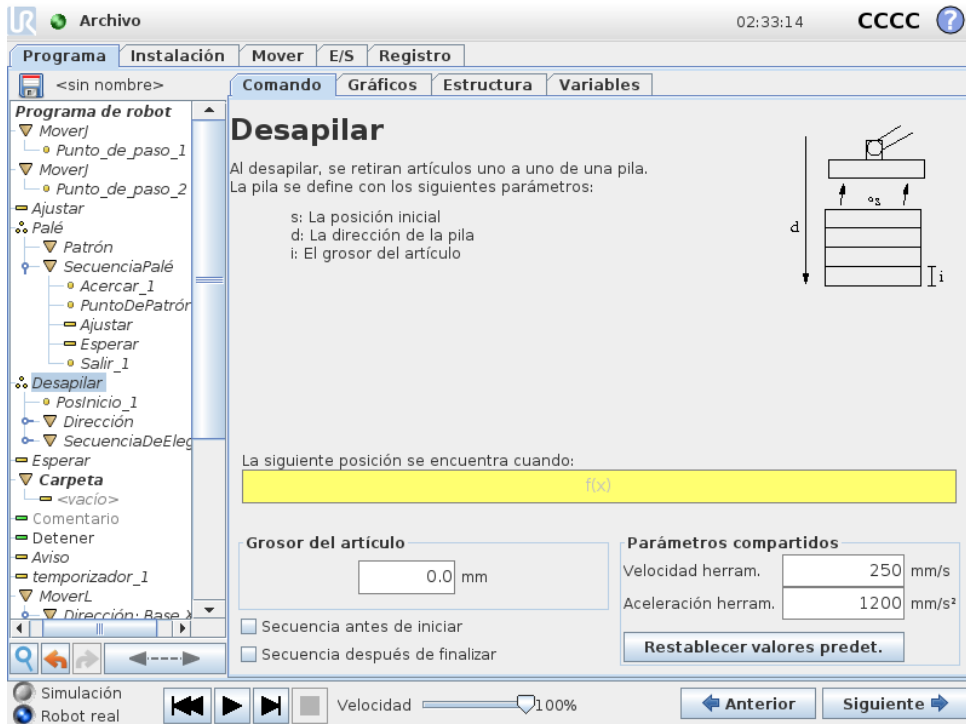 UR Archivo 02:33:14 CCCC ?
Programa Instalación Mover E/S Registro
<sin nombre>
Comando Gráficos Estructura Variables
Programa de robot
MoverJ
Punto_de_paso_1
MoverJ
Punto_de_paso_2
Ajustar
Palé
Patrón
SecuenciaPalé
Acercar_1
PuntoDePatrór
Ajustar
Esperar
Salir_1
Desapilar
PosInicio_1
Dirección
SecuenciaDeEleg
Esperar
Carpeta
<vacío>
Comentario
Detener
Aviso
temporizador_1
MoverL
Dirección: Base X
Desapilar
Al desapilar, se retiran artículos uno a uno de una pila.
La pila se define con los siguientes parámetros:
s: La posición inicial
d: La dirección de la pila
i: El grosor del artículo
s
d
i
La siguiente posición se encuentra cuando:
f(x)
Grosor del artículo
0.0 mm
Secuencia antes de iniciar
Secuencia después de finalizar
Parámetros compartidos
Velocidad herram. 250 mm/s
Aceleración herram. 1200 mm/s²
Restablecer valores predet.
Simulación
Robot real
Velocidad 100%
Anterior Siguiente